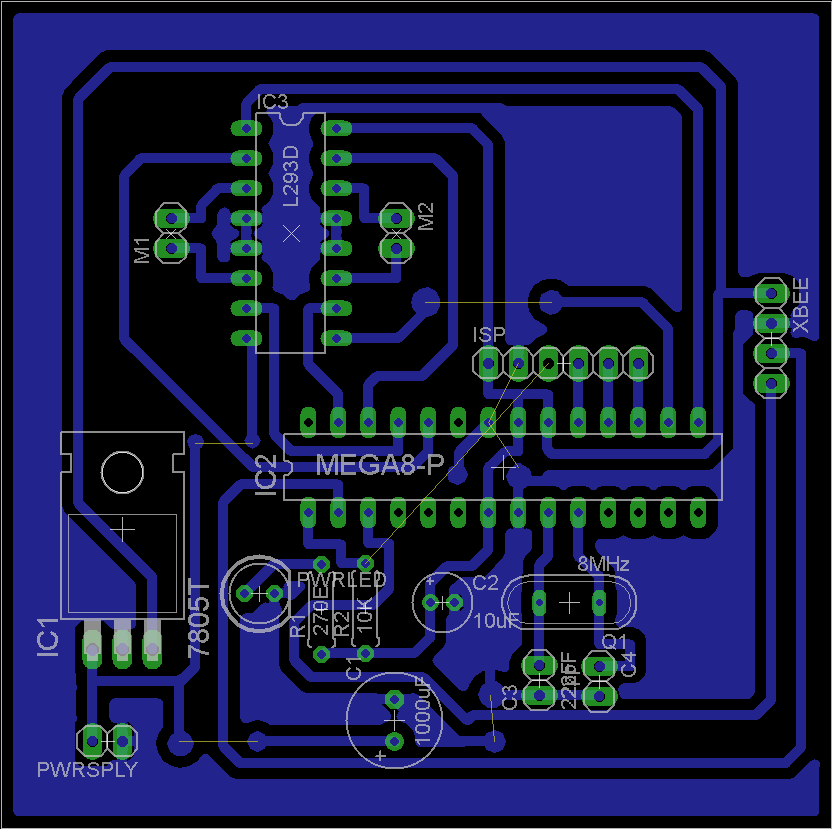 IC3
L293D
M1
M2
XBEE
ISP
IC2
MEGA8-P
IC1
7805T
PWRLED
R1
270E
R2
10K
C2
10uF
8MHz
Q1
C3
22pF
C4
C1
1000uF
PWRSPLY